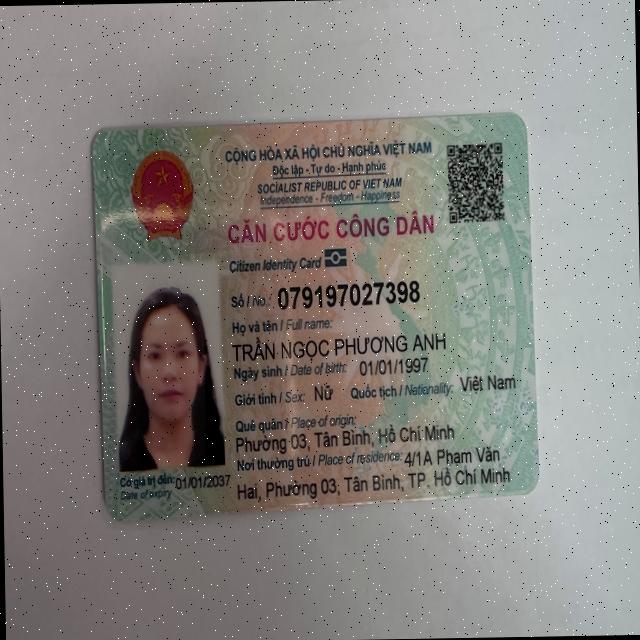 CỘNG HÒA XÃ HỘI CHỦ NGHĨA VIỆT NAM
Độc lập - Tự do - Hạnh phúc
SOCIALIST REPUBLIC OF VIET NAM
Independence - Freedom - Happiness
CĂN CƯỚC CÔNG DÂN
Citizen Identity Card
Số / No.: 079197027398
Họ và tên / Full name:
TRẦN NGỌC PHƯƠNG ANH
Ngày sinh / Date of birth: 01/01/1997
Giới tính / Sex: Nữ Quốc tịch / Nationality: Việt Nam
Quê quán / Place of origin:
Phường 03, Tân Bình, Hồ Chí Minh
Nơi thường trú / Place of residence: 4/1A Phạm Văn
Hai, Phường 03, Tân Bình, TP. Hồ Chí Minh
Có giá trị đến: 01/01/2037
Date of expiry